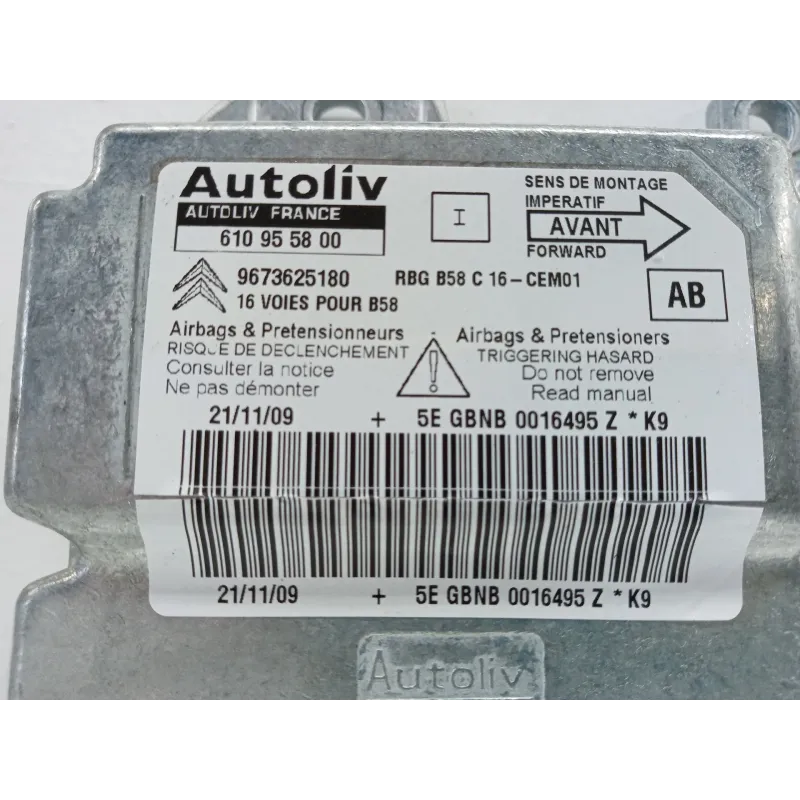 Autoliv
AUTOLIV FRANCE
610 95 58 00
I
SENS DE MONTAGE
IMPERATIF
AVANT
FORWARD
9673625180 RBG B58 C 16-CEM01
16 VOIES POUR B58
AB
Airbags & Pretensionneurs
RISQUE DE DECLENCHEMENT
Consulter la notice
Ne pas démonter
!
Airbags & Pretensioners
TRIGGERING HASARD
Do not remove
Read manual
21/11/09 + 5E GBNB 0016495 Z * K9
21/11/09 + 5E GBNB 0016495 Z * K9
Autoliv